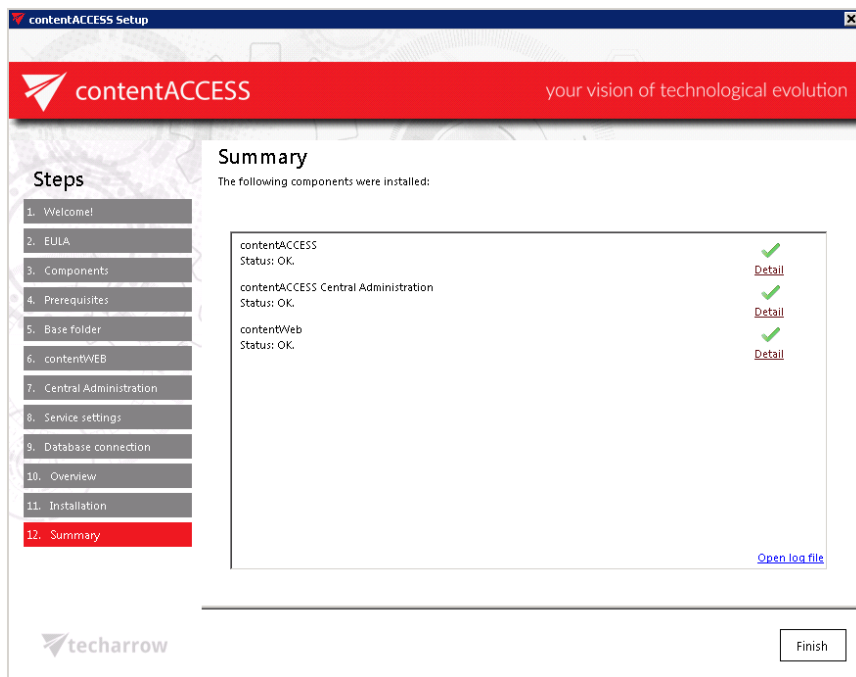 contentACCESS Setup
contentACCESS
your vision of technological evolution
Steps
1. Welcome!
2. EULA
3. Components
4. Prerequisites
5. Base folder
6. contentWEB
7. Central Administration
8. Service settings
9. Database connection
10. Overview
11. Installation
12. Summary
Summary
The following components were installed:
contentACCESS
Status: OK.
Detail
contentACCESS Central Administration
Status: OK.
Detail
contentWeb
Status: OK.
Detail
Open log file
techarrow
Finish